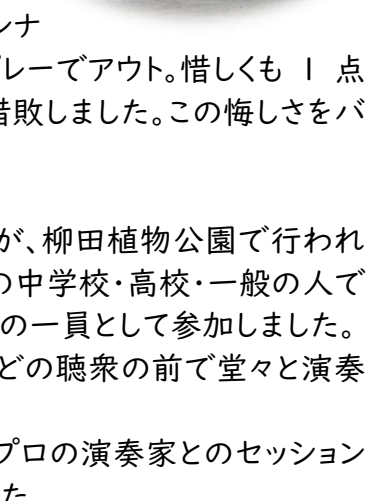 ンナ
レーでアウト。惜しくも 1 点
惜敗しました。この悔しさをバ
が、柳田植物公園で行われ
の中学校・高校・一般の人で
の一員として参加しました。
どの聴衆の前で堂々と演奏
プロの演奏家とのセッション
た